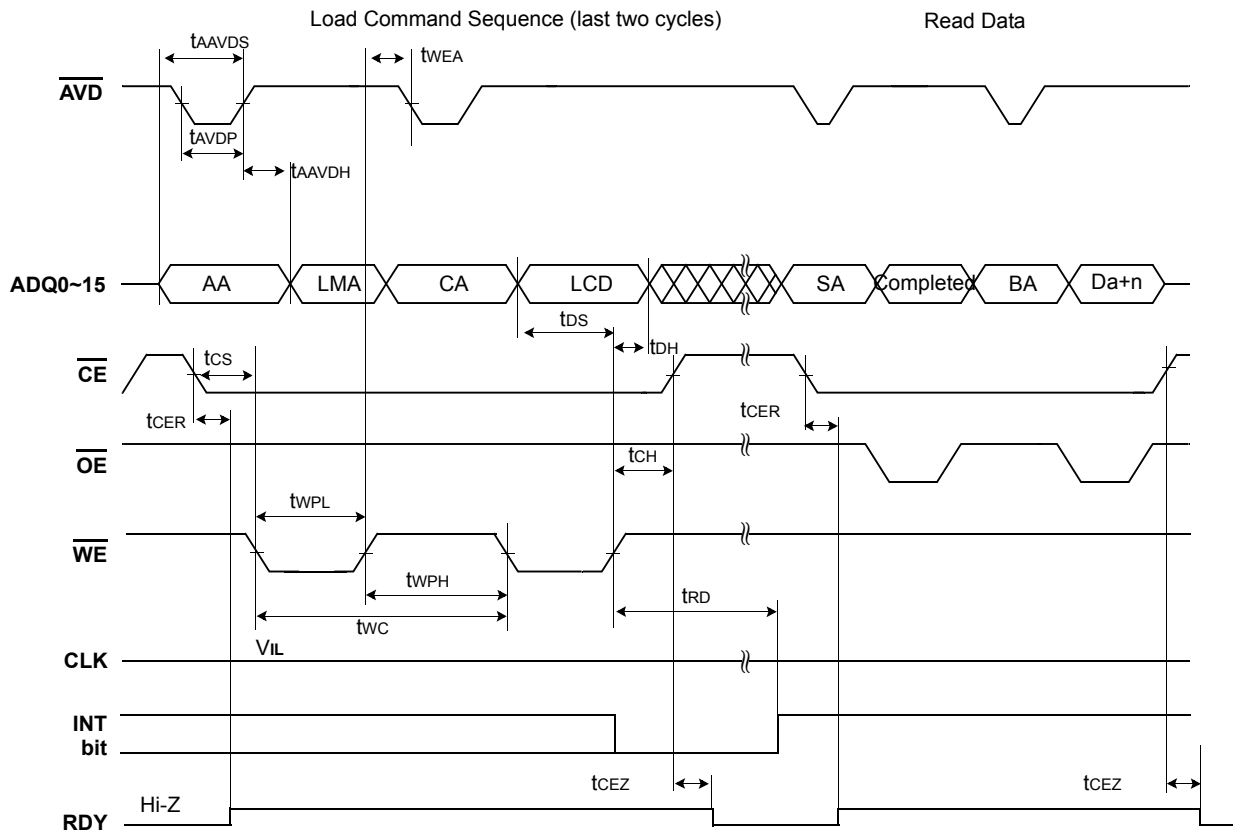 Load Command Sequence (last two cycles) Read Data
tAAVDS
tWEA
AVD
tAVDP
tAAVDH
ADQ0~15 AA LMA CA LCD SA Completed BA Da+n
tDS
tDH
CE
tCS
tCER
tCER
OE
tCH
tWPL
WE
tWPH
tRD
tWC
VIL
CLK
INT
bit
tCEZ
tCEZ
Hi-Z
RDY